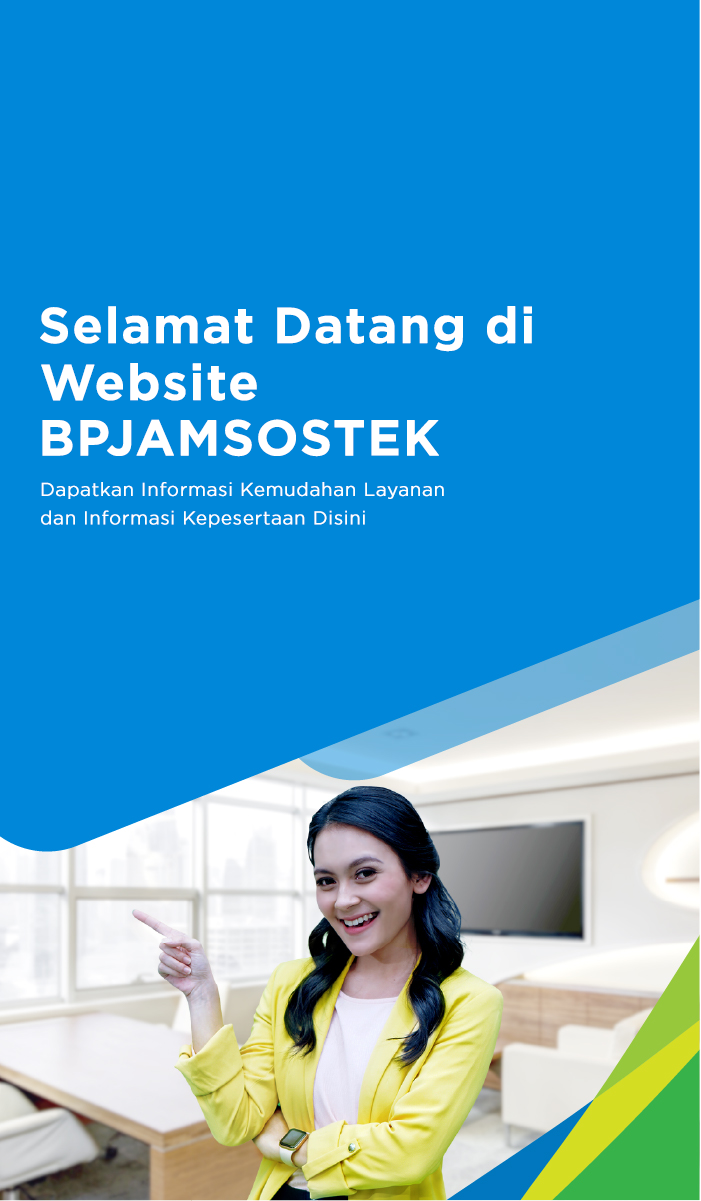 Selamat Datang di
Website
BPJAMSOSTEK
Dapatkan Informasi Kemudahan Layanan
dan Informasi Kepesertaan Disini